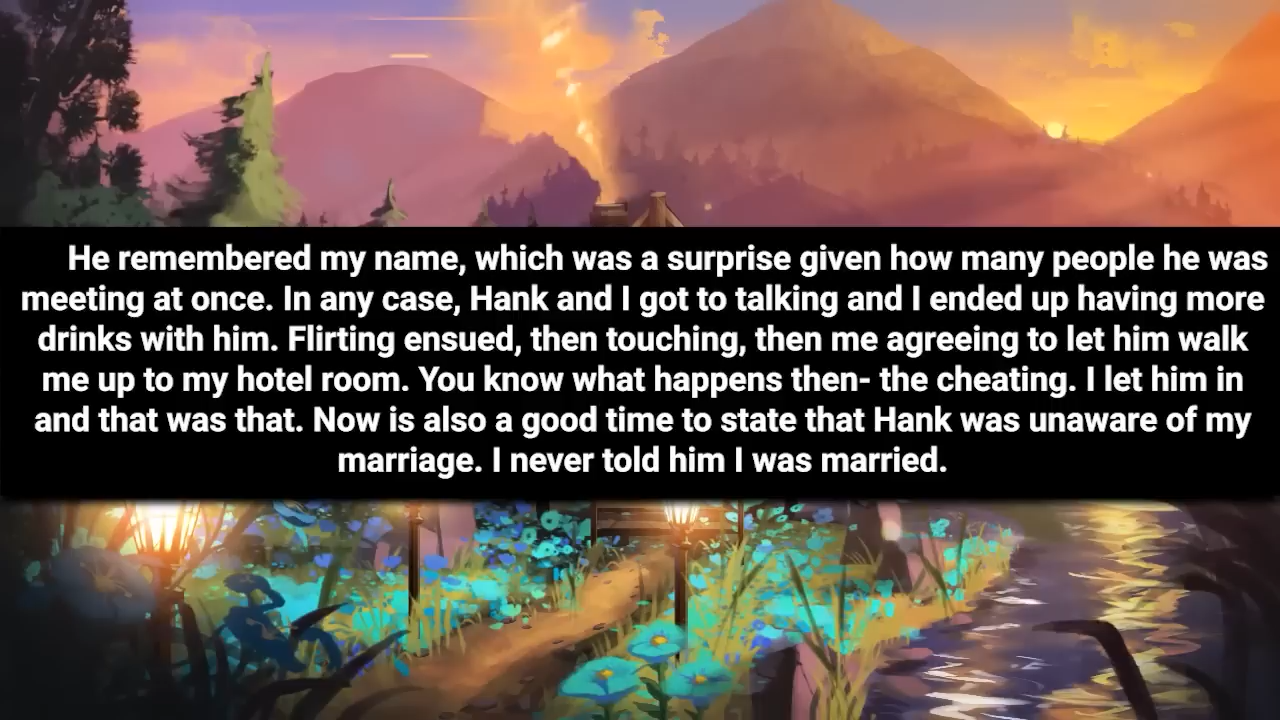 He remembered my name, which was a surprise given how many people he was
meeting at once. In any case, Hank and I got to talking and I ended up having more
drinks with him. Flirting ensued, then touching, then me agreeing to let him walk
me up to my hotel room. You know what happens then- the cheating. I let him in
and that was that. Now is also a good time to state that Hank was unaware of my
marriage. I never told him I was married.